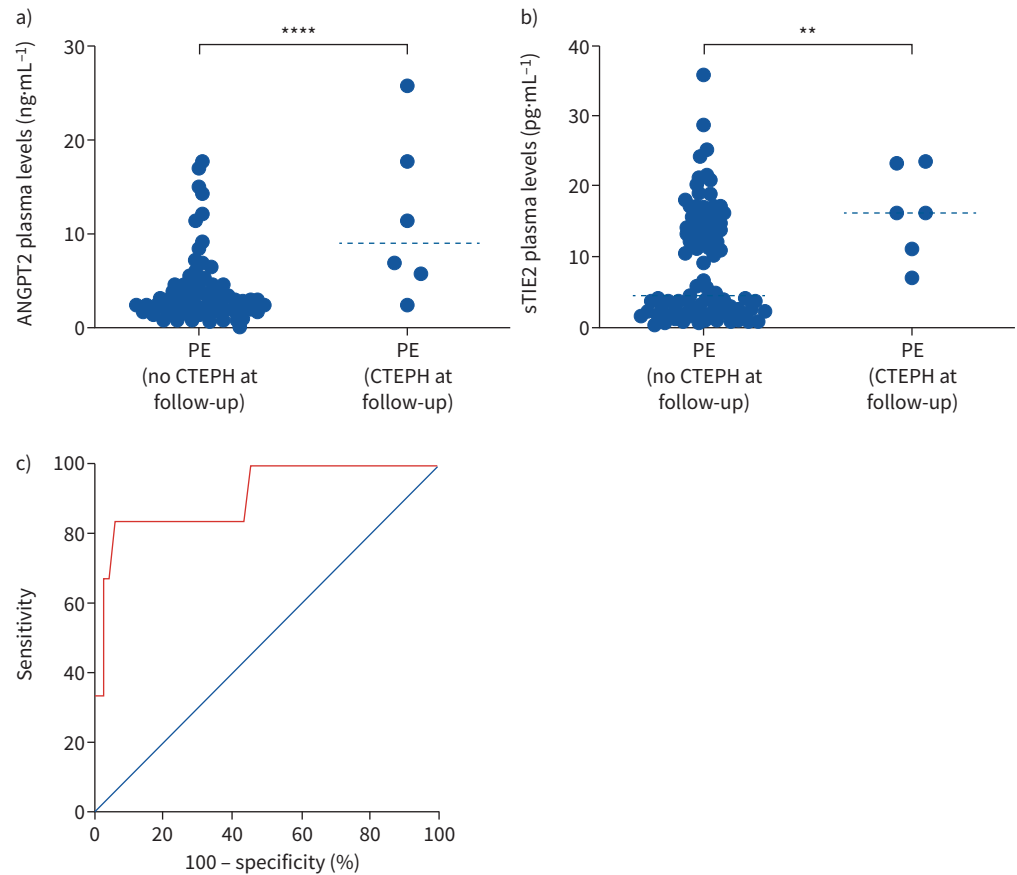 a)
ANGPT2 plasma levels (ng·mL⁻¹)
30
20
10
0
****
PE
(no CTEPH at
follow-up)
PE
(CTEPH at
follow-up)
b)
sTIE2 plasma levels (pg·mL⁻¹)
40
30
20
10
0
**
PE
(no CTEPH at
follow-up)
PE
(CTEPH at
follow-up)
c)
Sensitivity
100
80
60
40
20
0
0 20 40 60 80 100
100 – specificity (%)